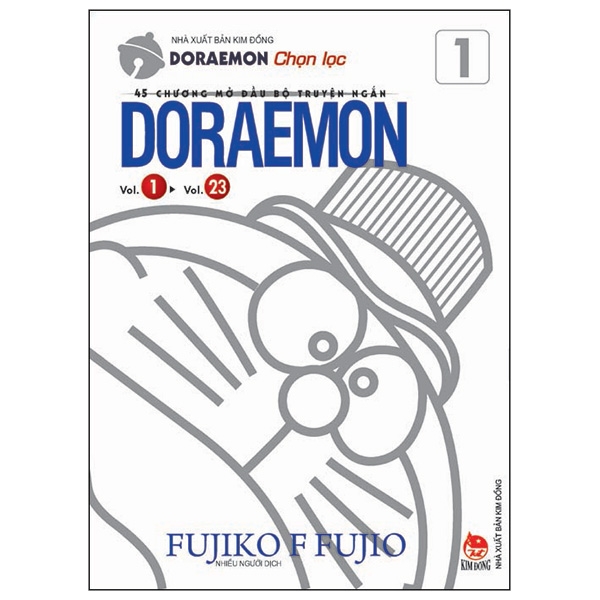 NHÀ XUẤT BẢN KIM ĐỒNG
DORAEMON Chọn lọc
1
45 CHƯƠNG MỞ ĐẦU BỘ TRUYỆN NGẮN
DORAEMON
Vol. 1 Vol. 23
FUJIKO F FUJIO
NHIỀU NGƯỜI DỊCH
KIM ĐỒNG
NHÀ XUẤT BẢN KIM ĐỒNG